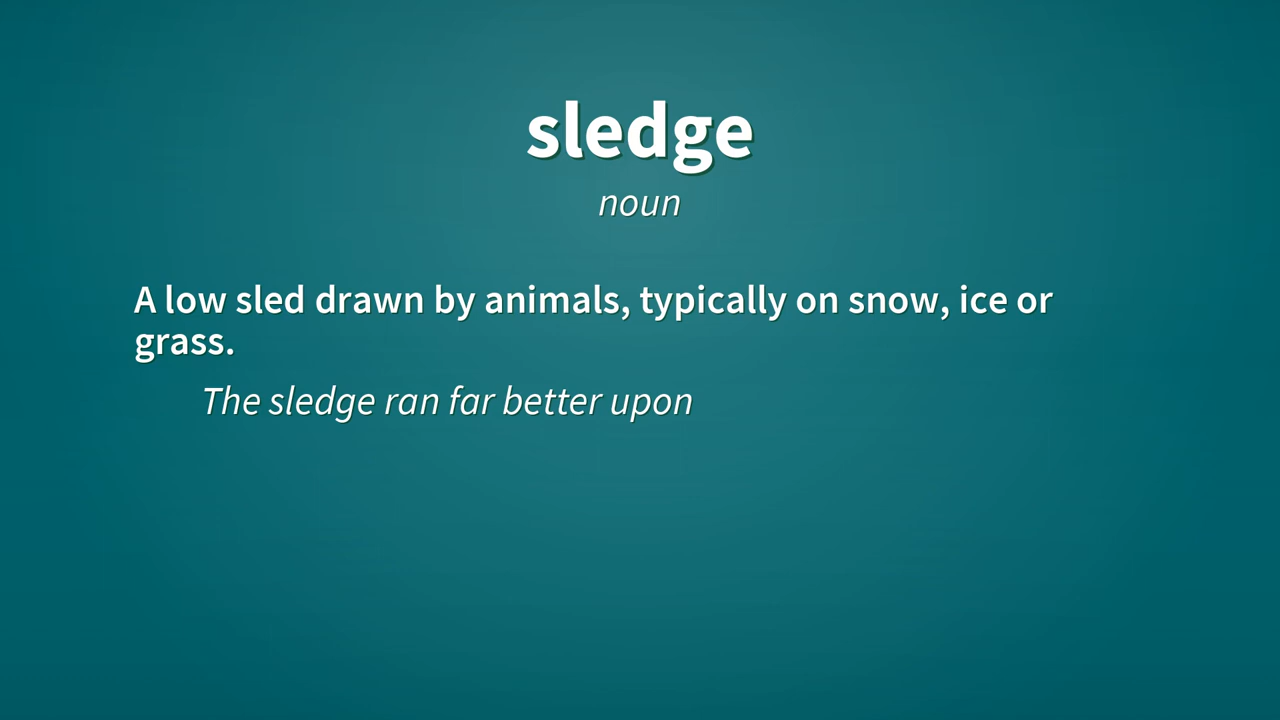 sledge
noun
A low sled drawn by animals, typically on snow, ice or
grass.
The sledge ran far better upon